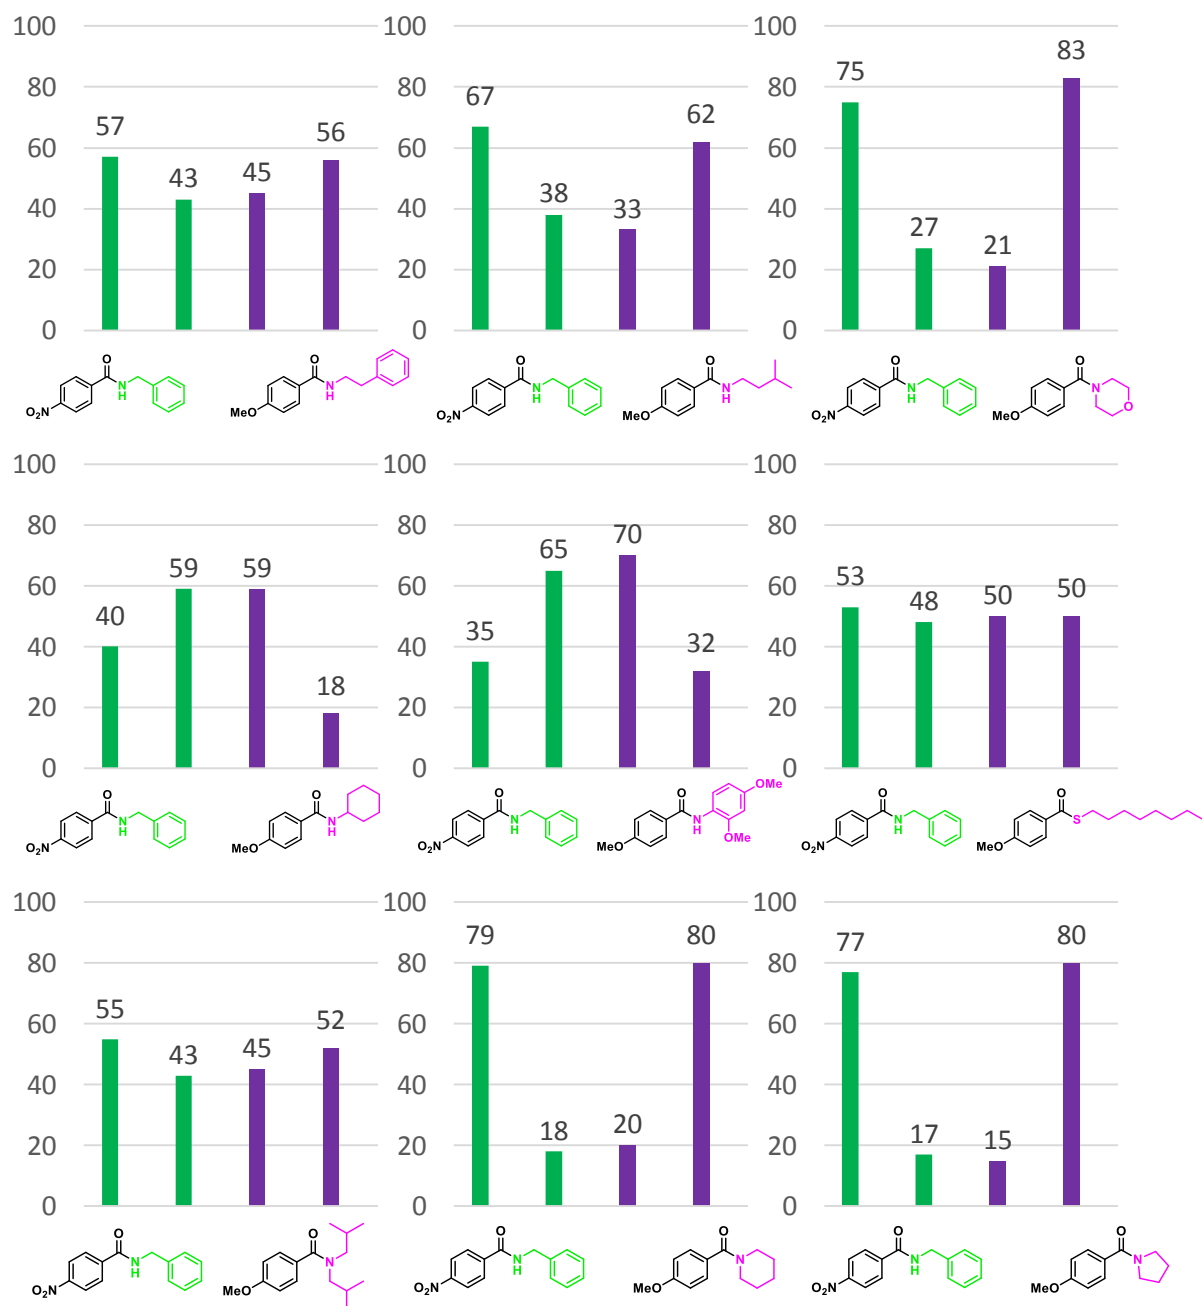 100 100 100
80 80 80
60 60 60
40 40 40
20 20 20
0 0 0
57 43 45 56
67 38 33 62
75 27 21 83
O N H O2N
O N H MeO
O N H O2N
O N H MeO
O N H O2N
O N O MeO
100 100 100
80 80 80
60 60 60
40 40 40
20 20 20
0 0 0
40 59 59 18
35 65 70 32
53 48 50 50
O N H O2N
O N H MeO
O N H O2N
O N H OMe OMe MeO
O N H O2N
O S MeO
100 100 100
80 80 80
60 60 60
40 40 40
20 20 20
0 0 0
55 43 45 52
79 18 20 80
77 17 15 80
O N H O2N
O N MeO
O N H O2N
O N MeO
O N H O2N
O N MeO